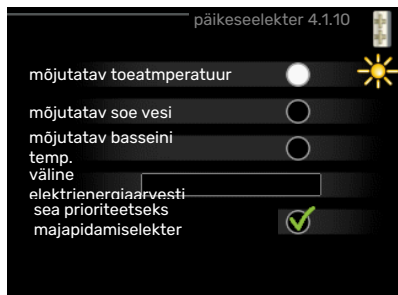 päikeseelekter 4.1.10
mõjutatav toeatmperatuur
mõjutatav soe vesi
mõjutatav basseini
temp.
väline
elektrienergiaarvesti
sea prioriteetseks
majapidamiselekter